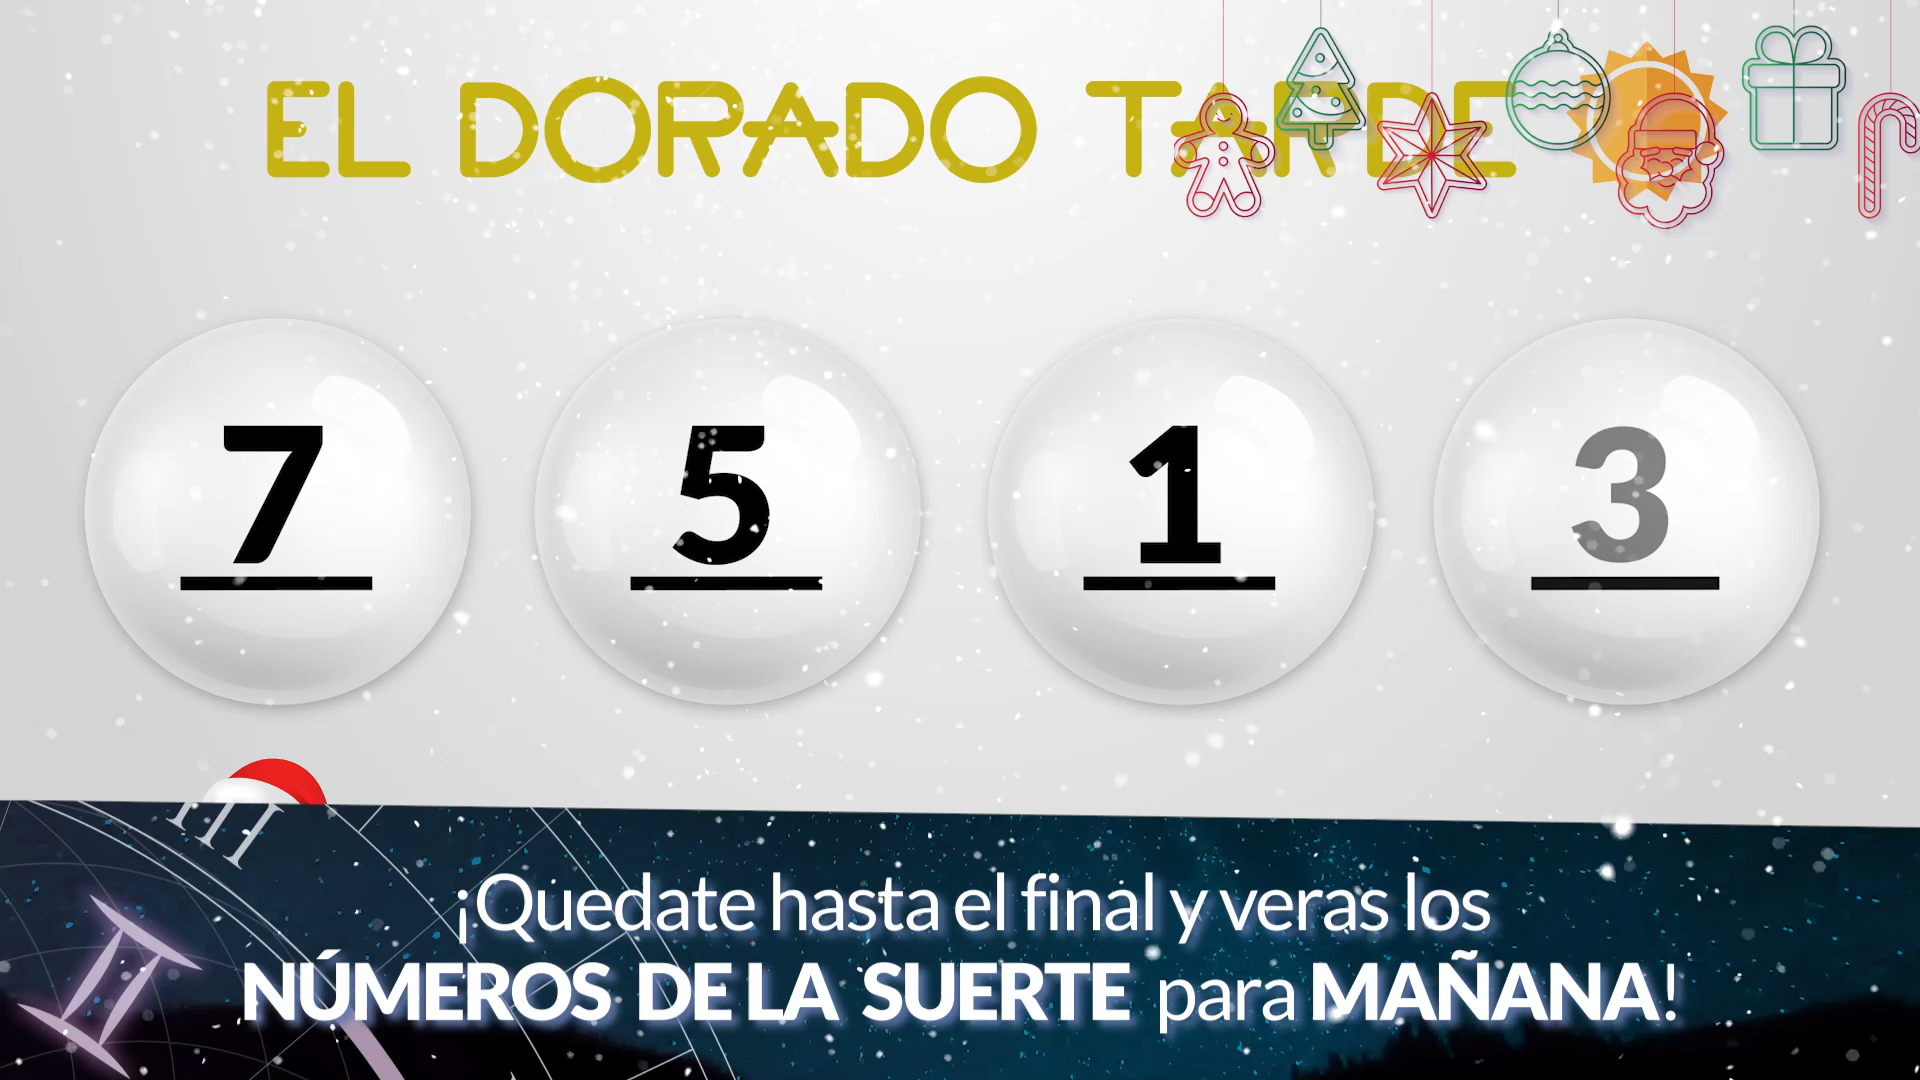 EL DORADO TARDE
7 5 1 3
III
¡Quedate hasta el final y veras los
NÚMEROS DE LA SUERTE para MAÑANA!